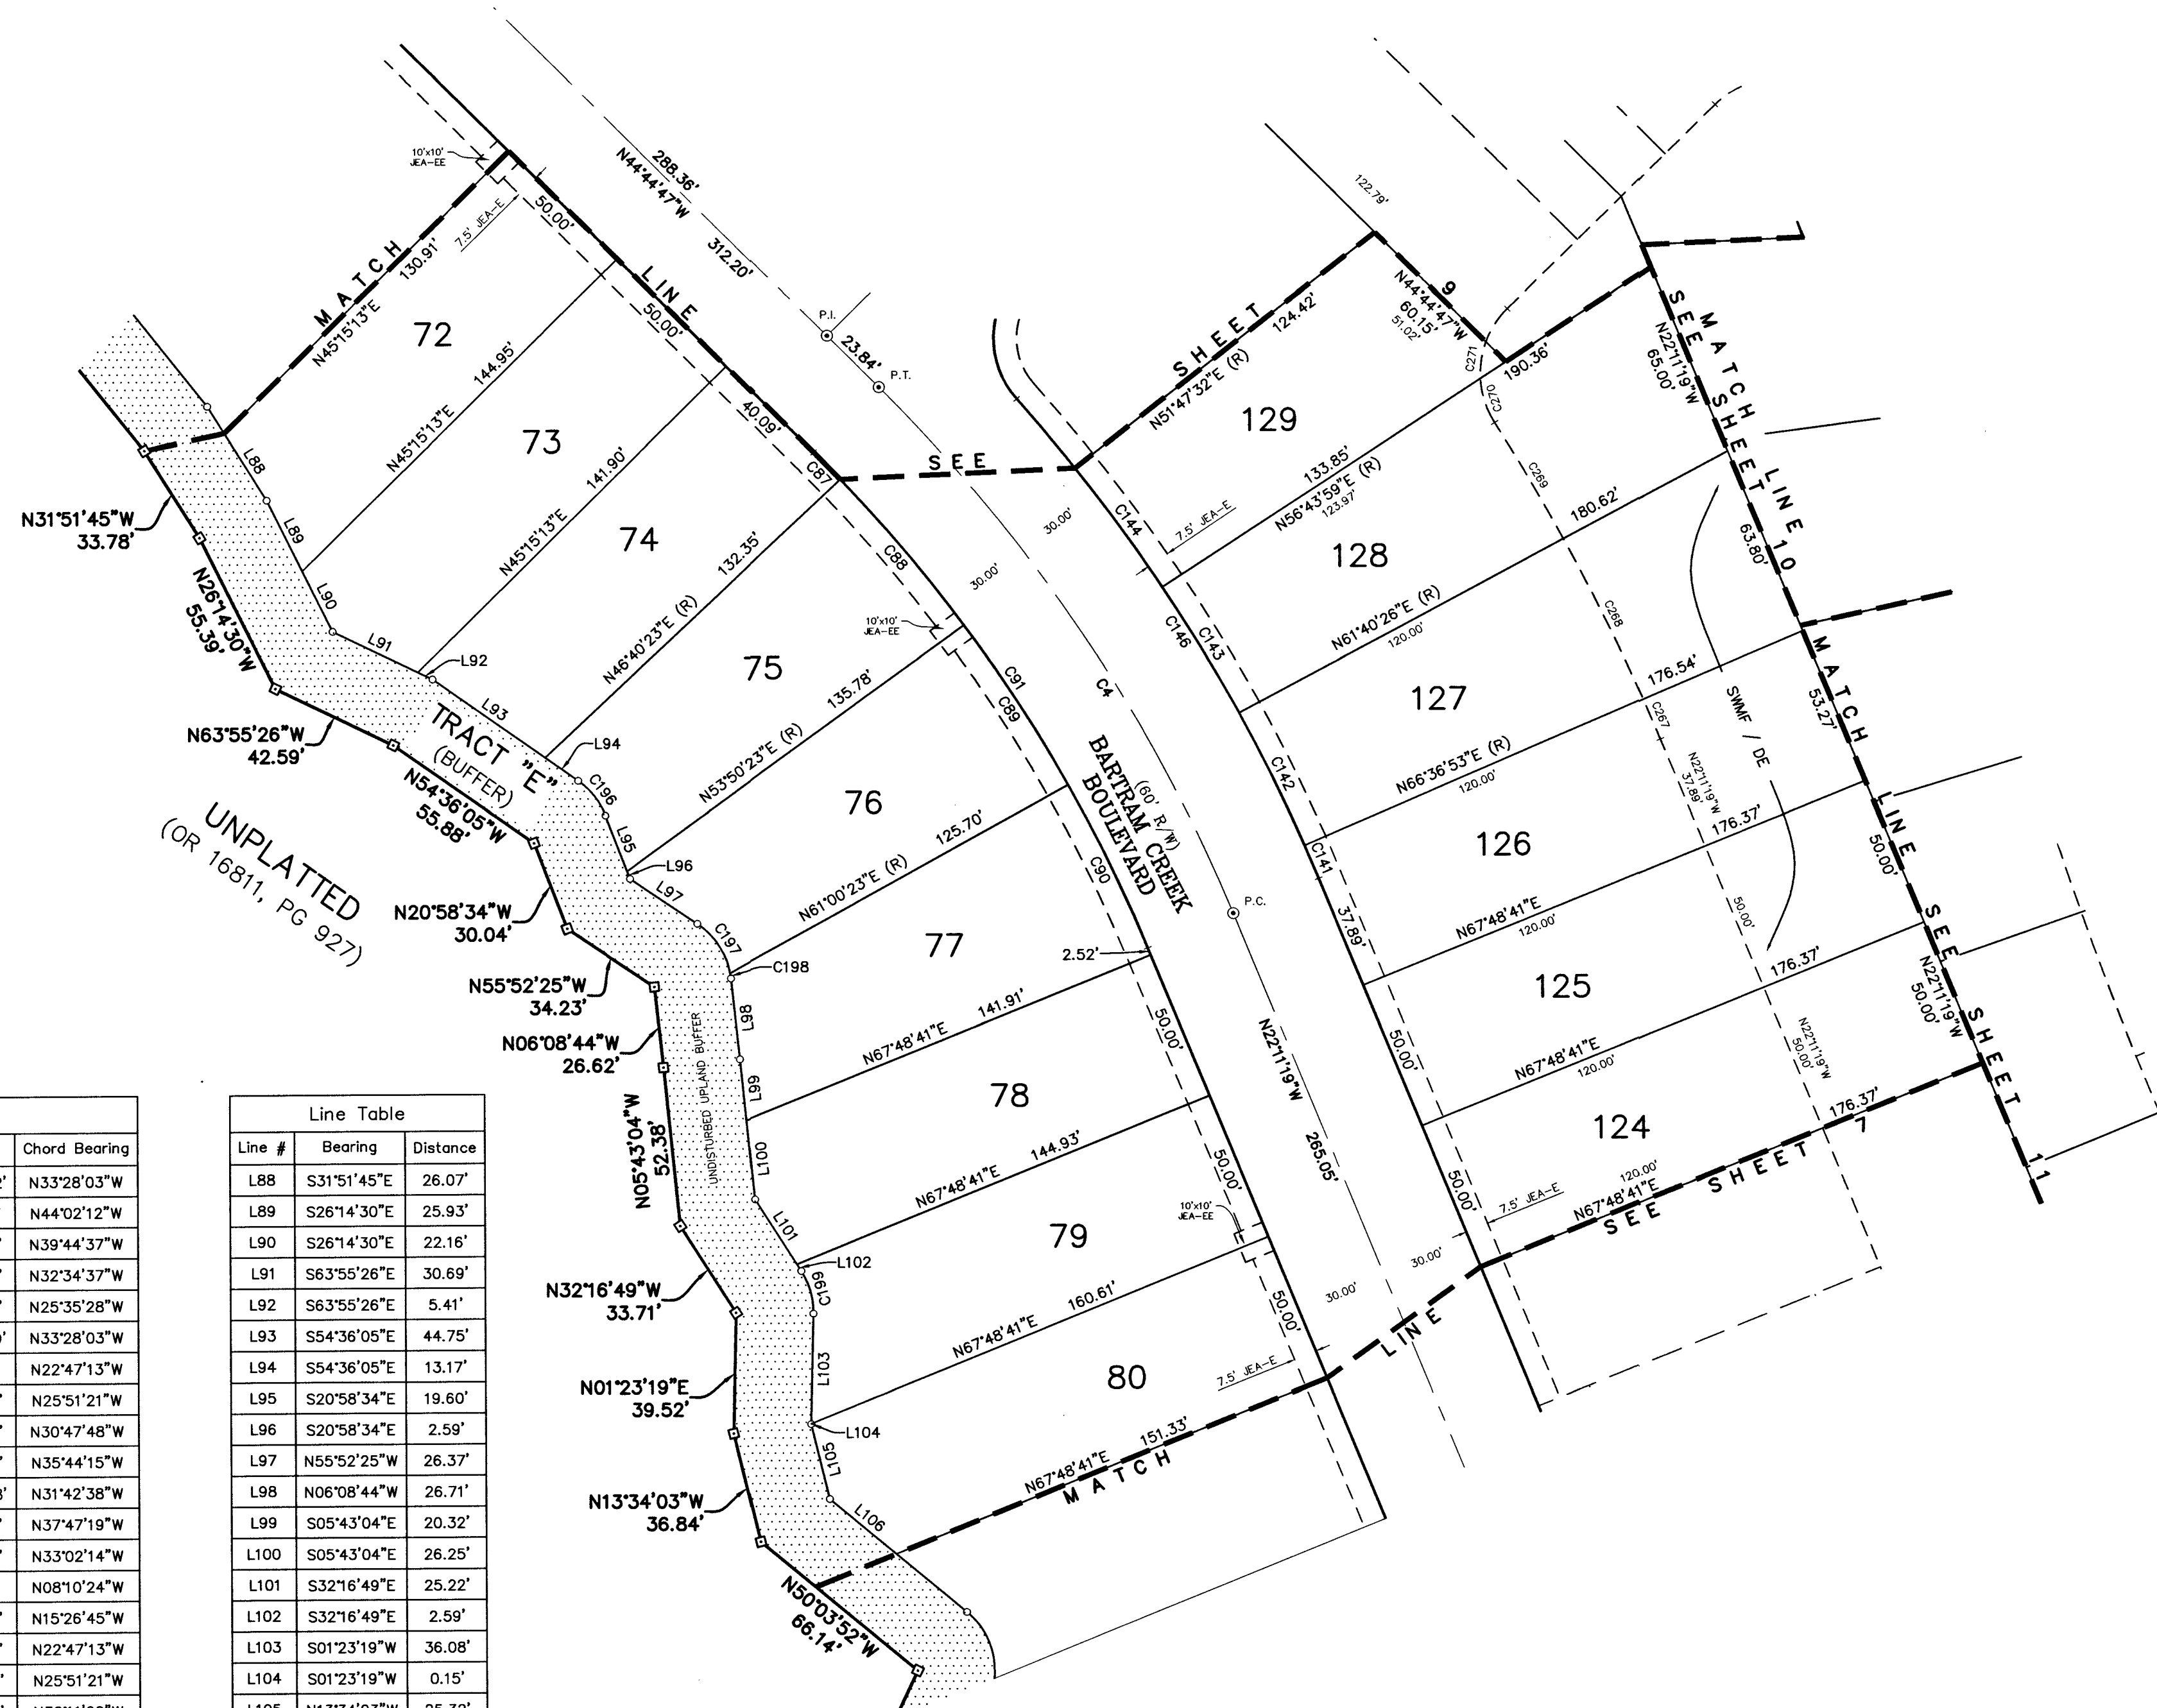 10'x10'
JEA-EE
7.5' JEA-E
50.00'
288.36'
N44°44'47"W
312.20'
P.I.
23.84'
P.T.
MATCH
N45°15'13"E
130.91'
72
LINE
50.00'
144.95'
N45°15'13"E
73
40.09'
C87
141.90'
N45°15'13"E
74
SEE
C88
132.35'
N46°40'23"E (R)
75
10'x10'
JEA-EE
30.00'
30.00'
C91
C89
C4
135.78'
N53°50'23"E (R)
76
C90
125.70'
N61°00'23"E (R)
77
2.52'
BARTRAM CREEK
(60' R/W)
BOULEVARD
P.C.
141.91'
N67°48'41"E
50.00'
78
N22°11'19"W
265.05'
144.93'
N67°48'41"E
50.00'
10'x10'
JEA-EE
79
160.61'
N67°48'41"E
50.00'
7.5' JEA-E
80
30.00'
30.00'
LINE
151.33'
N67°48'41"E
MATCH
122.79'
SHEET
124.42'
N51°47'32"E (R)
9
N44°44'47"W
60.15'
51.02'
129
190.36'
C271
C270
C269
C268
C267
C144
7.5' JEA-E
133.85'
N56°43'59"E (R)
123.97'
128
180.62'
C146
C143
N61°40'26"E (R)
120.00'
127
176.54'
C142
N66°36'53"E (R)
120.00'
126
176.37'
C141
N67°48'41"E
120.00'
37.89'
125
176.37'
50.00'
N67°48'41"E
120.00'
124
176.37'
50.00'
7.5' JEA-E
120.00'
N67°48'41"E
SEE SHEET 7
N22°11'19"W
37.89'
50.00'
N22°11'19"W
50.00'
SWMF / DE
MATCH LINE
SEE SHEET 10
N22°11'19"W
65.00'
63.80'
MATCH LINE SEE SHEET 11
53.27'
50.00'
N22°11'19"W
50.00'
L88
L89
L90
L91
L92
L93
L94
C196
L95
L96
L97
C197
C198
L98
L99
L100
L101
L102
C199
L103
L104
L105
L106
TRACT "E"
(BUFFER)
UNDISTURBED UPLAND BUFFER
UNPLATTED
(OR 16811, PG 927)
N31°51'45"W
33.78'
N26°14'30"W
55.39'
N63°55'26"W
42.59'
N54°36'05"W
55.88'
N20°58'34"W
30.04'
N55°52'25"W
34.23'
N06°08'44"W
26.62'
N05°43'04"W
52.38'
N32°16'49"W
33.71'
N01°23'19"E
39.52'
N13°34'03"W
36.84'
N50°03'52"W
66.14'
Chord Bearing
N33°28'03"W
N44°02'12"W
N39°44'37"W
N32°34'37"W
N25°35'28"W
N33°28'03"W
N22°47'13"W
N25°51'21"W
N30°47'48"W
N35°44'15"W
N31°42'38"W
N37°47'19"W
N33°02'14"W
N08°10'24"W
N15°26'45"W
N22°47'13"W
N25°51'21"W
Line Table
Line # Bearing Distance
L88 S31°51'45"E 26.07'
L89 S26°14'30"E 25.93'
L90 S26°14'30"E 22.16'
L91 S63°55'26"E 30.69'
L92 S63°55'26"E 5.41'
L93 S54°36'05"E 44.75'
L94 S54°36'05"E 13.17'
L95 S20°58'34"E 19.60'
L96 S20°58'34"E 2.59'
L97 N55°52'25"W 26.37'
L98 N06°08'44"W 26.71'
L99 S05°43'04"E 20.32'
L100 S05°43'04"E 26.25'
L101 S32°16'49"E 25.22'
L102 S32°16'49"E 2.59'
L103 S01°23'19"W 36.08'
L104 S01°23'19"W 0.15'
L105 N13°34'03"W 25.32'